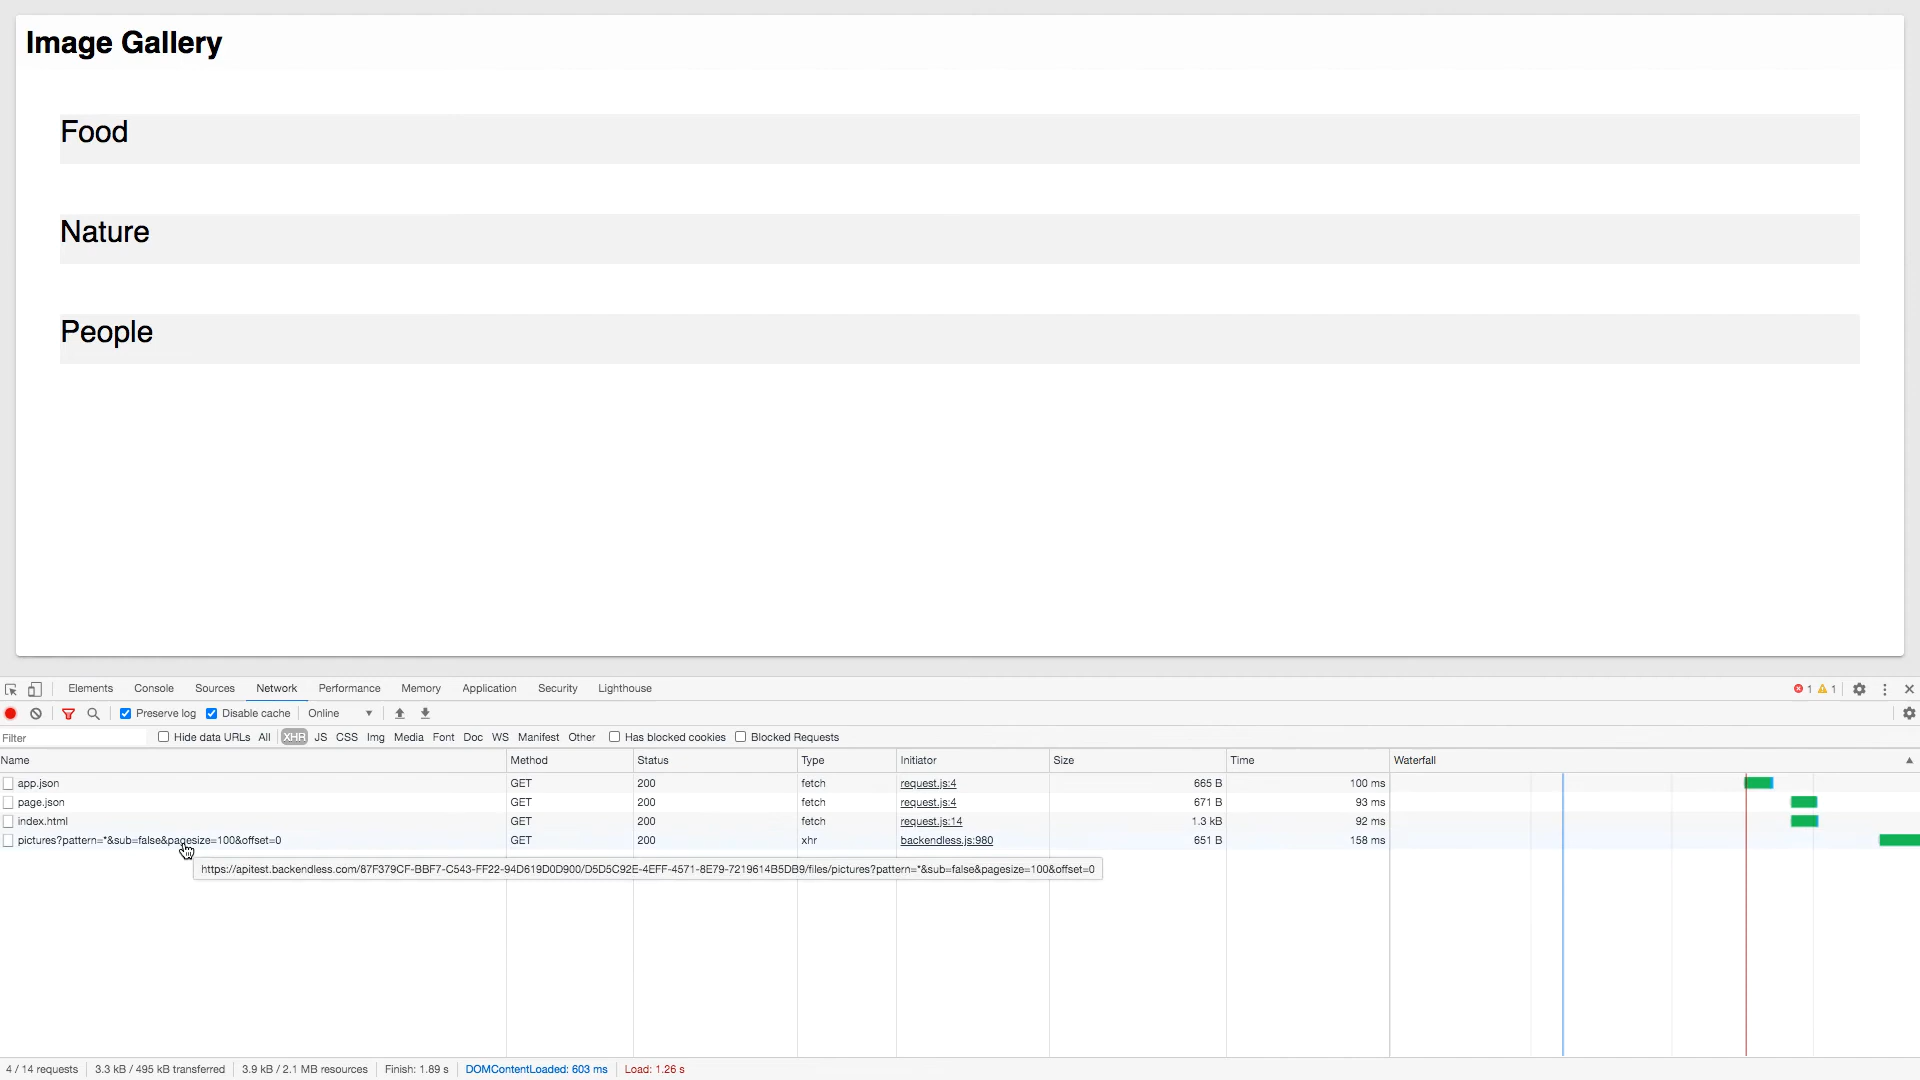 Image Gallery
Food
Nature
People
Elements Console Sources Network Performance Memory Application Security Lighthouse 1 1
Preserve log Disable cache Online
Filter Hide data URLs All XHR JS CSS Img Media Font Doc WS Manifest Other Has blocked cookies Blocked Requests
Name Method Status Type Initiator Size Time Waterfall
app.json GET 200 fetch request.js:4 665 B 100 ms
page.json GET 200 fetch request.js:4 671 B 93 ms
index.html GET 200 fetch request.js:14 1.3 kB 92 ms
pictures?pattern=*&sub=false&pagesize=100&offset=0 GET 200 xhr backendless.js:980 651 B 158 ms
https://apitest.backendless.com/87F379CF-BBF7-C543-FF22-94D619D0D900/D5D5C92E-4EFF-4571-8E79-7219614B5DB9/files/pictures?pattern=*&sub=false&pagesize=100&offset=0
4 / 14 requests 3.3 kB / 495 kB transferred 3.9 kB / 2.1 MB resources Finish: 1.89 s DOMContentLoaded: 603 ms Load: 1.26 s